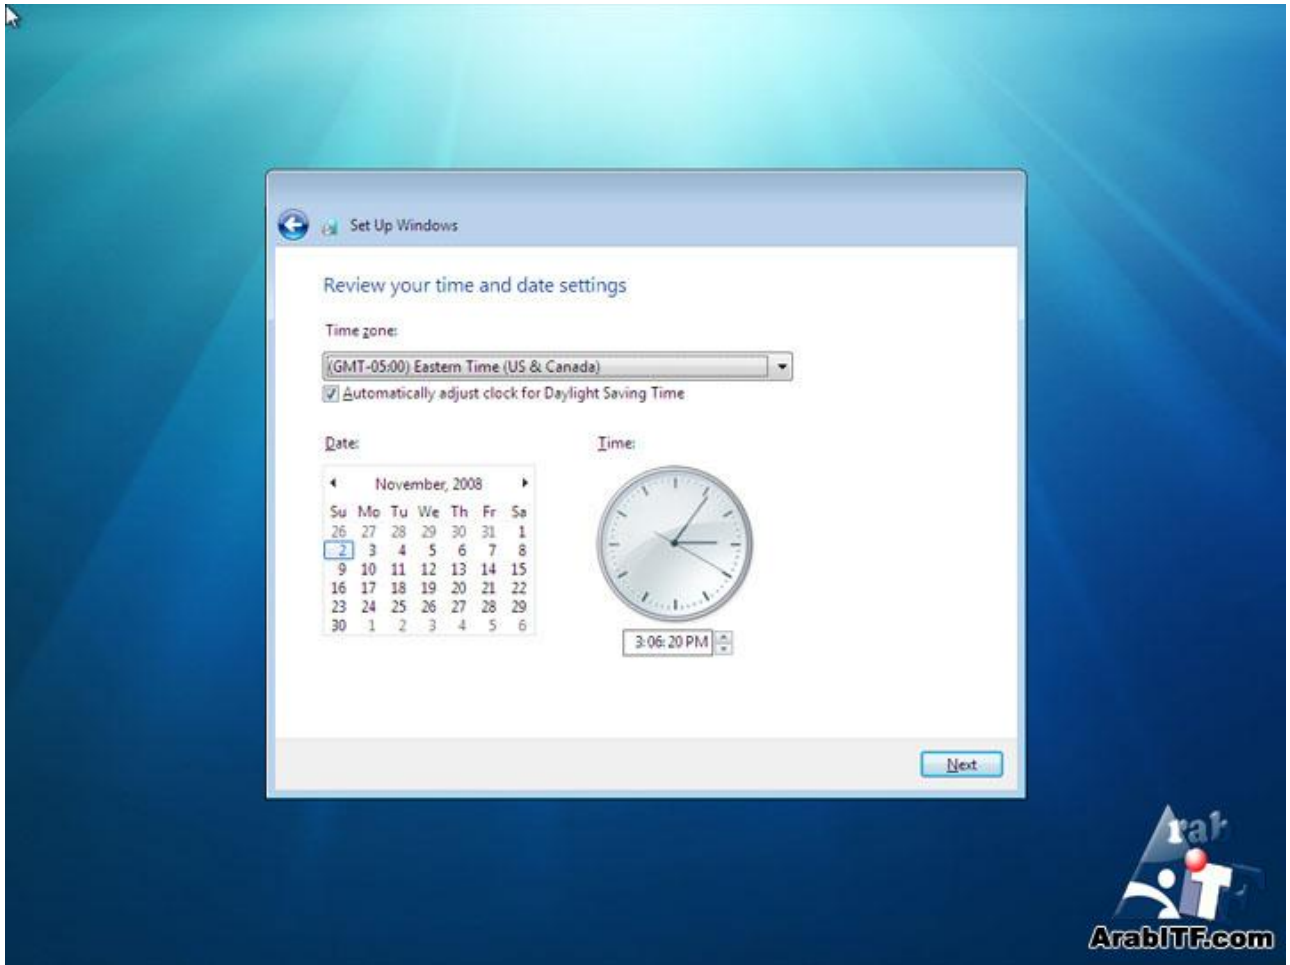 Set Up Windows
Review your time and date settings
Time zone:
(GMT-05:00) Eastern Time (US & Canada)
Automatically adjust clock for Daylight Saving Time
Date:
Time:
November, 2008
Su Mo Tu We Th Fr Sa
26 27 28 29 30 31 1
2 3 4 5 6 7 8
9 10 11 12 13 14 15
16 17 18 19 20 21 22
23 24 25 26 27 28 29
30 1 2 3 4 5 6
3:06:20 PM
Next
Arab
iTF
ArabITF.com